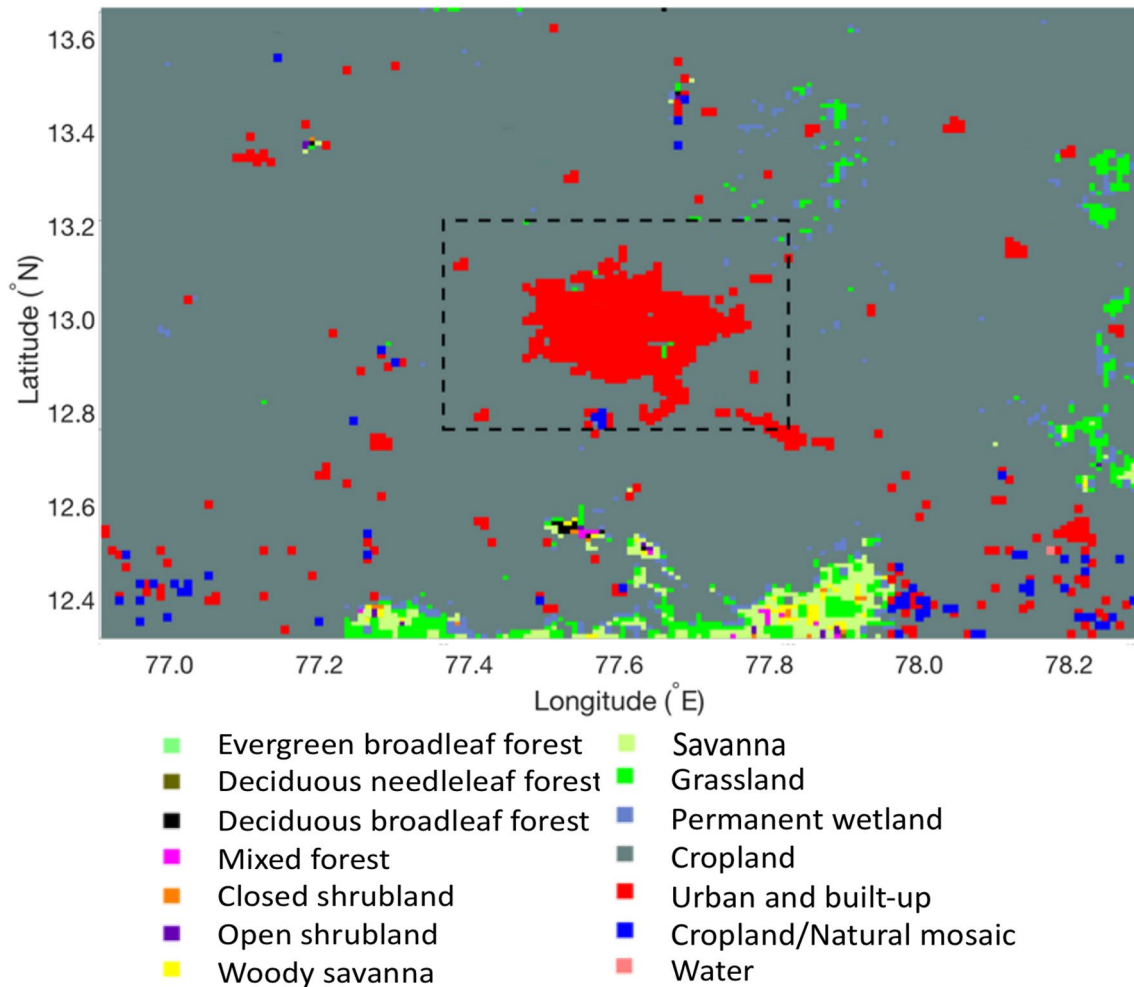 13.6
13.4
13.2
13.0
12.8
12.6
12.4
Latitude (°N)
77.0 77.2 77.4 77.6 77.8 78.0 78.2
Longitude (°E)
Evergreen broadleaf forest
Deciduous needleleaf forest
Deciduous broadleaf forest
Mixed forest
Closed shrubland
Open shrubland
Woody savanna
Savanna
Grassland
Permanent wetland
Cropland
Urban and built-up
Cropland/Natural mosaic
Water